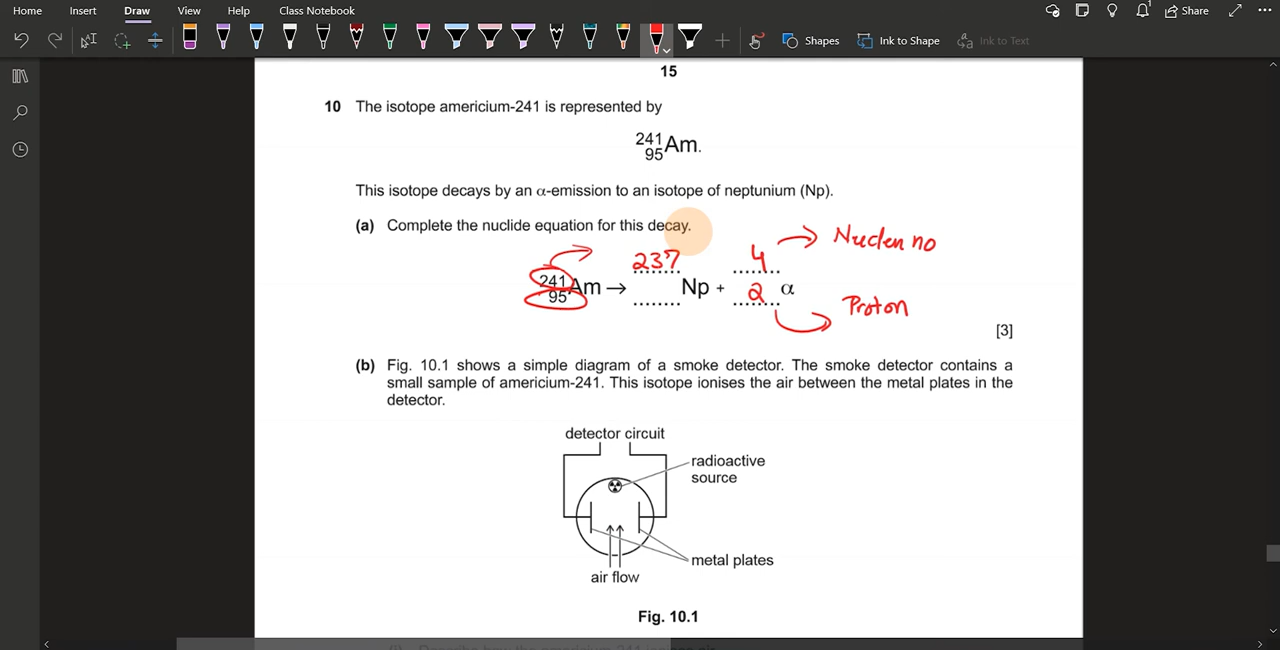 Home Insert Draw View Help Class Notebook
Share
Shapes Ink to Shape Ink to Text
15
10 The isotope americium-241 is represented by
241
95 Am.
This isotope decays by an α-emission to an isotope of neptunium (Np).
(a) Complete the nuclide equation for this decay.
Nuclen no
241 237 4
95 Am → ........ Np + 2 α
Proton
[3]
(b) Fig. 10.1 shows a simple diagram of a smoke detector. The smoke detector contains a
small sample of americium-241. This isotope ionises the air between the metal plates in the
detector.
detector circuit
radioactive
source
metal plates
air flow
Fig. 10.1